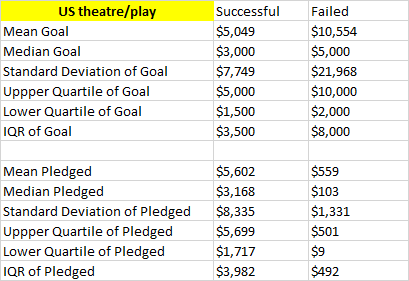 US theatre/play Successful Failed
Mean Goal $5,049 $10,554
Median Goal $3,000 $5,000
Standard Deviation of Goal $7,749 $21,968
Uppper Quartile of Goal $5,000 $10,000
Lower Quartile of Goal $1,500 $2,000
IQR of Goal $3,500 $8,000
Mean Pledged $5,602 $559
Median Pledged $3,168 $103
Standard Deviation of Pledged $8,335 $1,331
Uppper Quartile of Pledged $5,699 $501
Lower Quartile of Pledged $1,717 $9
IQR of Pledged $3,982 $492